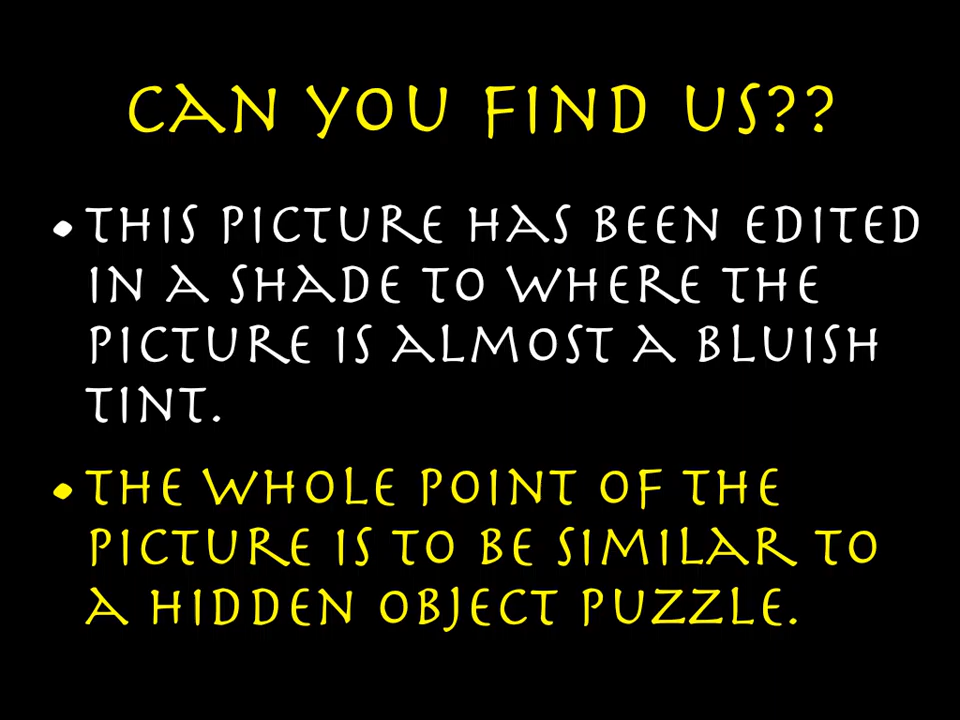 Can you find us??
• This picture has been edited
in a shade to where the
picture is almost a bluish
tint.
• The whole point of the
picture is to be similar to
a hidden object puzzle.